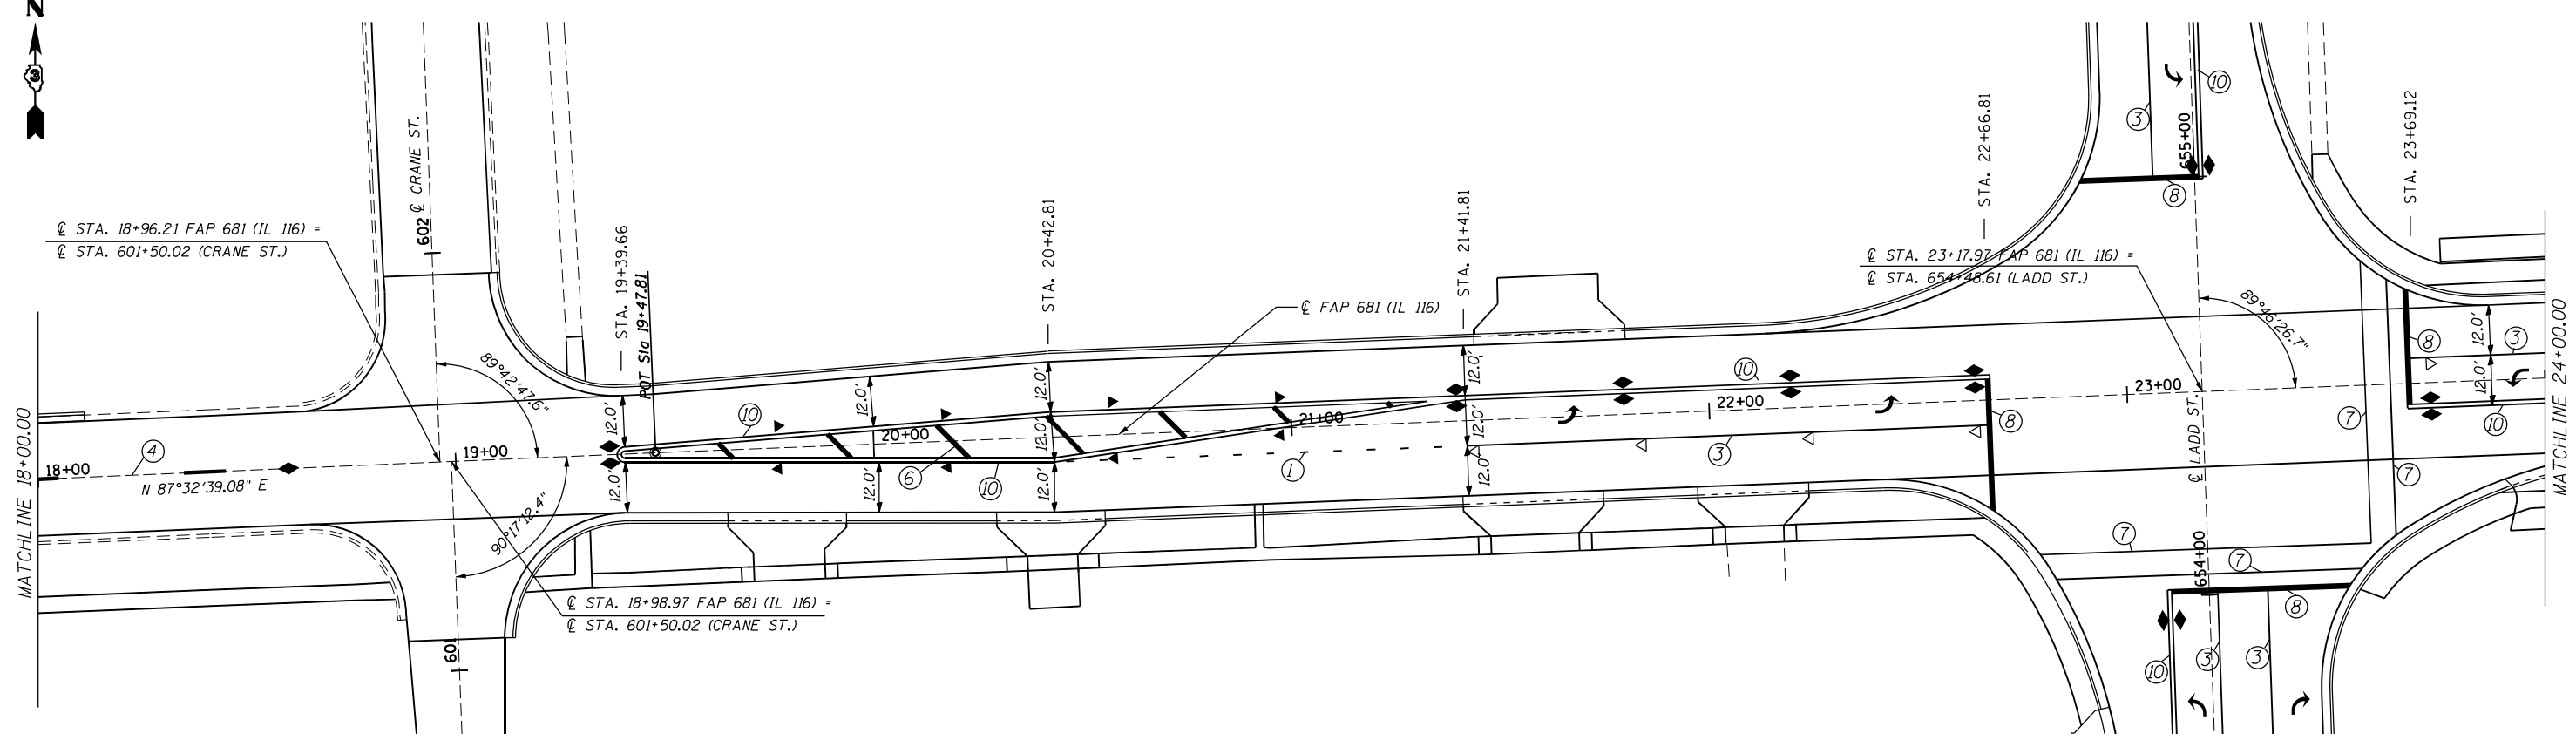 N
3
℄ STA. 18+96.21 FAP 681 (IL 116) =
℄ STA. 601+50.02 (CRANE ST.)
602
℄ CRANE ST.
89°42'47.6"
90°17'12.4"
601
MATCHLINE 18+00.00
18+00
4
N 87°32'39.08" E
19+00
℄ STA. 18+98.97 FAP 681 (IL 116) =
℄ STA. 601+50.02 (CRANE ST.)
STA. 19+39.66
POT Sta 19+47.81
12.0'
12.0'
10
12.0'
12.0'
20+00
6
10
STA. 20+42.81
12.0'
12.0'
12.0'
℄ FAP 681 (IL 116)
21+00
1
STA. 21+41.81
12.0'
12.0'
12.0'
10
22+00
3
8
STA. 22+66.81
℄ STA. 23+17.97 FAP 681 (IL 116) =
℄ STA. 654+48.61 (LADD ST.)
3
10
655+00
8
89°46'26.7"
23+00
℄ LADD ST.
654+00
7
7
7
7
8
10
3
3
STA. 23+69.12
8
12.0'
3
12.0'
10
MATCHLINE 24+00.00